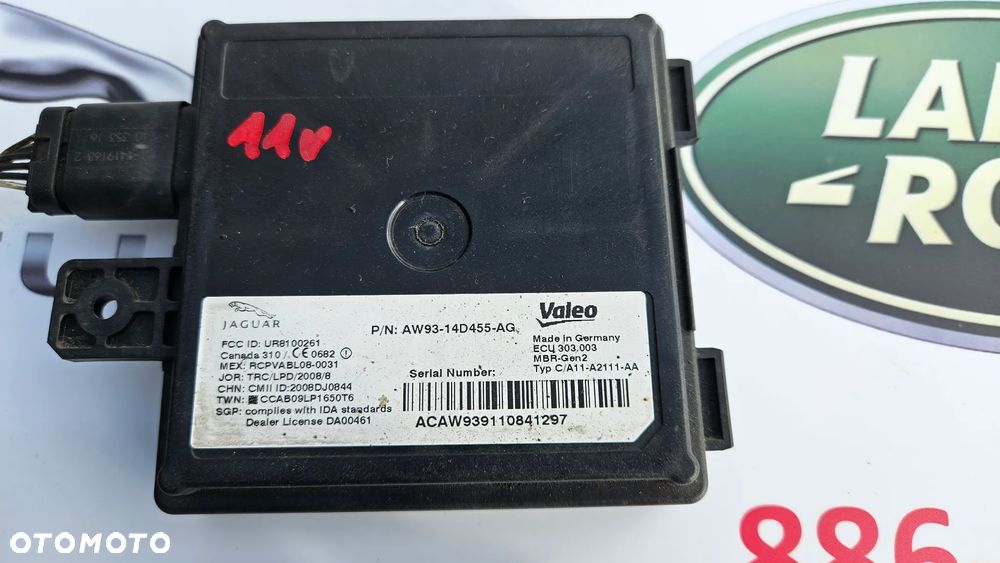 11v
JAGUAR
P/N: AW93-14D455-AG
Valeo
FCC ID: UR8100261
Canada 310 / CE 0682
MEX: RCPVABL08-0031
JOR: TRC/LPD/2008/8
CHN: CMII ID:2008DJ0844
TWN: CCAB09LP1650T6
SGP: complies with IDA standards
Dealer License DA00461
Made in Germany
ECU 303.003
MBR-Gen2
Typ C/A11-A2111-AA
Serial Number:
ACAW939110841297
LAN
RO
886
OTOMOTO